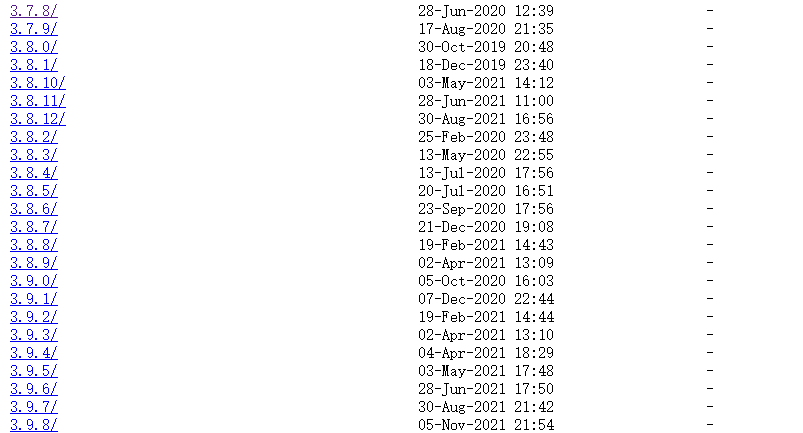 3.7.8/ 28-Jun-2020 12:39 -
3.7.9/ 17-Aug-2020 21:35 -
3.8.0/ 30-Oct-2019 20:48 -
3.8.1/ 18-Dec-2019 23:40 -
3.8.10/ 03-May-2021 14:12 -
3.8.11/ 28-Jun-2021 11:00 -
3.8.12/ 30-Aug-2021 16:56 -
3.8.2/ 25-Feb-2020 23:48 -
3.8.3/ 13-May-2020 22:55 -
3.8.4/ 13-Jul-2020 17:56 -
3.8.5/ 20-Jul-2020 16:51 -
3.8.6/ 23-Sep-2020 17:56 -
3.8.7/ 21-Dec-2020 19:08 -
3.8.8/ 19-Feb-2021 14:43 -
3.8.9/ 02-Apr-2021 13:09 -
3.9.0/ 05-Oct-2020 16:03 -
3.9.1/ 07-Dec-2020 22:44 -
3.9.2/ 19-Feb-2021 14:44 -
3.9.3/ 02-Apr-2021 13:10 -
3.9.4/ 04-Apr-2021 18:29 -
3.9.5/ 03-May-2021 17:48 -
3.9.6/ 28-Jun-2021 17:50 -
3.9.7/ 30-Aug-2021 21:42 -
3.9.8/ 05-Nov-2021 21:54 -